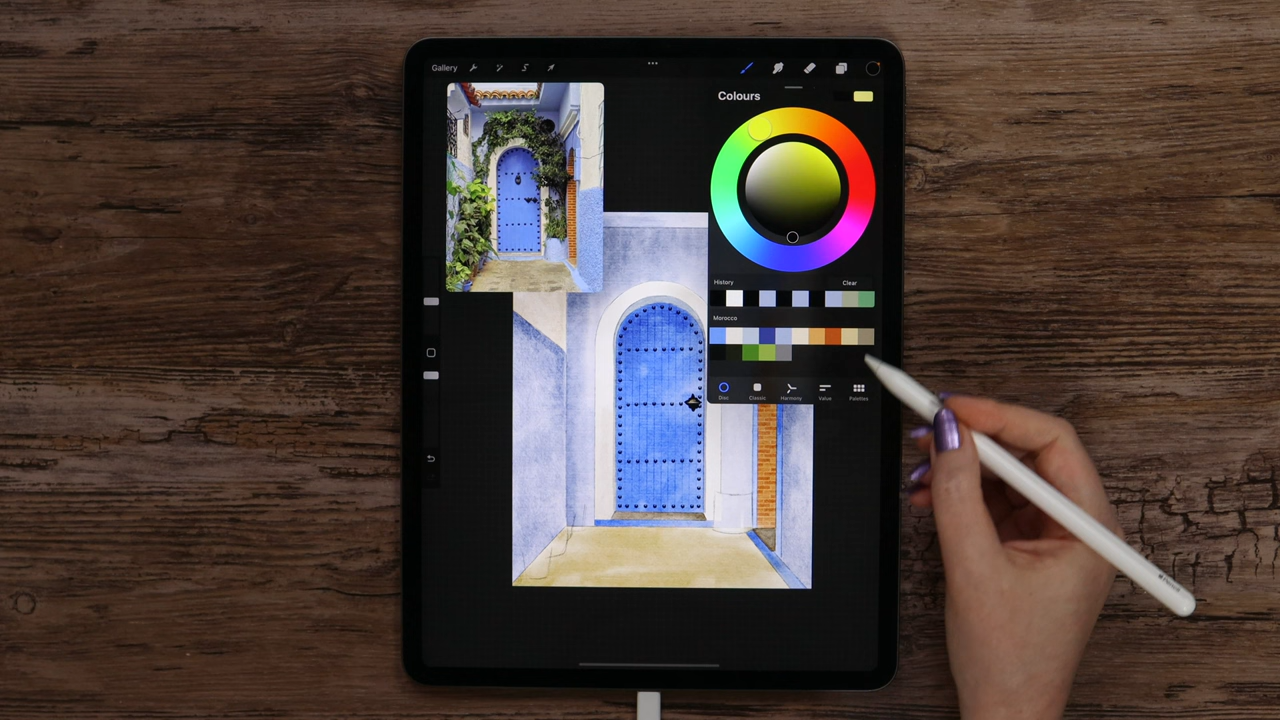 Gallery
Colours
History
Clear
Morocco
Disc
Classic
Harmony
Value
Palettes